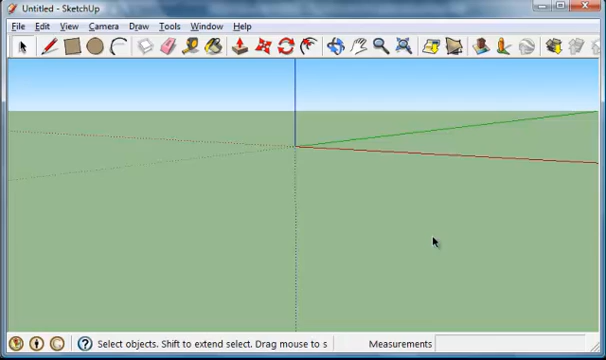 Untitled - SketchUp
File Edit View Camera Draw Tools Window Help
Select objects. Shift to extend select. Drag mouse to s Measurements